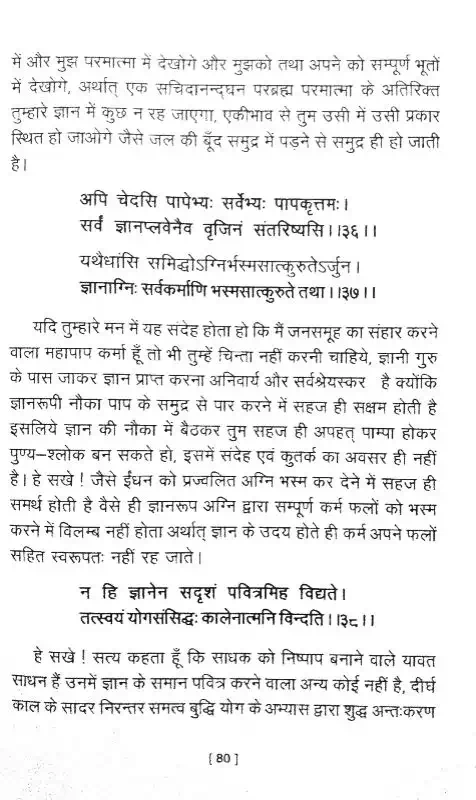 में और मुझ परमात्मा में देखोगे और मुझको तथा अपने को सम्पूर्ण भूतों
में देखोगे, अर्थात् एक सचिदानन्द्घन परब्रह्म परमात्मा के अतिरिक्त
तुम्हारे ज्ञान में कुछ न रह जाएगा, एकीभाव से तुम उसी में उसी प्रकार
स्थित हो जाओगे जैसे जल की बूँद समुद्र में पड़ने से समुद्र ही हो जाती
है।
अपि चेदसि पापेभ्यः सर्वेभ्यः पापकृत्तमः।
सर्वं ज्ञानप्लवेनैव वृजिनं संतरिष्यसि।।३६।।
यथैधांसि समिद्धोऽग्निर्भस्मसात्कुरुतेऽर्जुन।
ज्ञानाग्निः सर्वकर्माणि भस्मसात्कुरुते तथा।।३७।।
यदि तुम्हारे मन में यह संदेह होता हो कि मैं जनसमूह का संहार करने
वाला महापाप कर्मा हूँ तो भी तुम्हें चिन्ता नहीं करनी चाहिये, ज्ञानी गुरु
के पास जाकर ज्ञान प्राप्त करना अनिवार्य और सर्वश्रेयस्कर है क्योंकि
ज्ञानरूपी नौका पाप के समुद्र से पार करने में सहज ही सक्षम होती है
इसलिये ज्ञान की नौका में बैठकर तुम सहज ही अपहत् पाम्पा होकर
पुण्य–श्लोक बन सकते हो, इसमें संदेह एवं कुतर्क का अवसर ही नहीं
है। हे सखे ! जैसे ईंधन को प्रज्वलित अग्नि भस्म कर देने में सहज ही
समर्थ होती है वैसे ही ज्ञानरूप अग्नि द्वारा सम्पूर्ण कर्म फलों को भस्म
करने में विलम्ब नहीं होता अर्थात् ज्ञान के उदय होते ही कर्म अपने फलों
सहित स्वरूपतः नहीं रह जाते।
न हि ज्ञानेन सदृशं पवित्रमिह विद्यते।
तत्स्वयं योगसंसिद्धः कालेनात्मनि विन्दति।।३८।।
हे सखे ! सत्य कहता हूँ कि साधक को निष्पाप बनाने वाले यावत
साधन हैं उनमें ज्ञान के समान पवित्र करने वाला अन्य कोई नहीं है, दीर्घ
काल के सादर निरन्तर समत्व बुद्धि योग के अभ्यास द्वारा शुद्ध अन्तःकरण
[ 80 ]